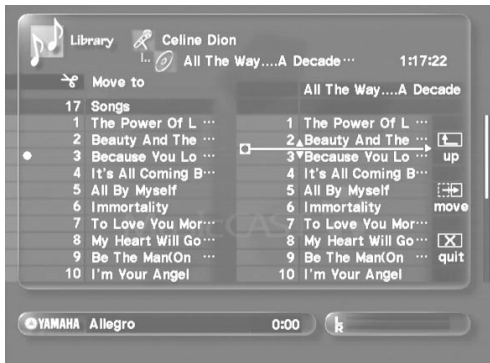 Library Celine Dion
All The Way....A Decade··· 1:17:22
Move to
All The Way....A Decade
17 Songs
1 The Power Of L ···
2 Beauty And The ···
3 Because You Lo ···
4 It's All Coming B···
5 All By Myself
6 Immortality
7 To Love You Mor···
8 My Heart Will Go···
9 Be The Man(On ···
10 I'm Your Angel
1 The Power Of L ···
2 Beauty And The ···
3 Because You Lo ···
4 It's All Coming B···
5 All By Myself
6 Immortality
7 To Love You Mor···
8 My Heart Will Go···
9 Be The Man(On ···
10 I'm Your Angel
up
move
quit
YAMAHA Allegro 0:00